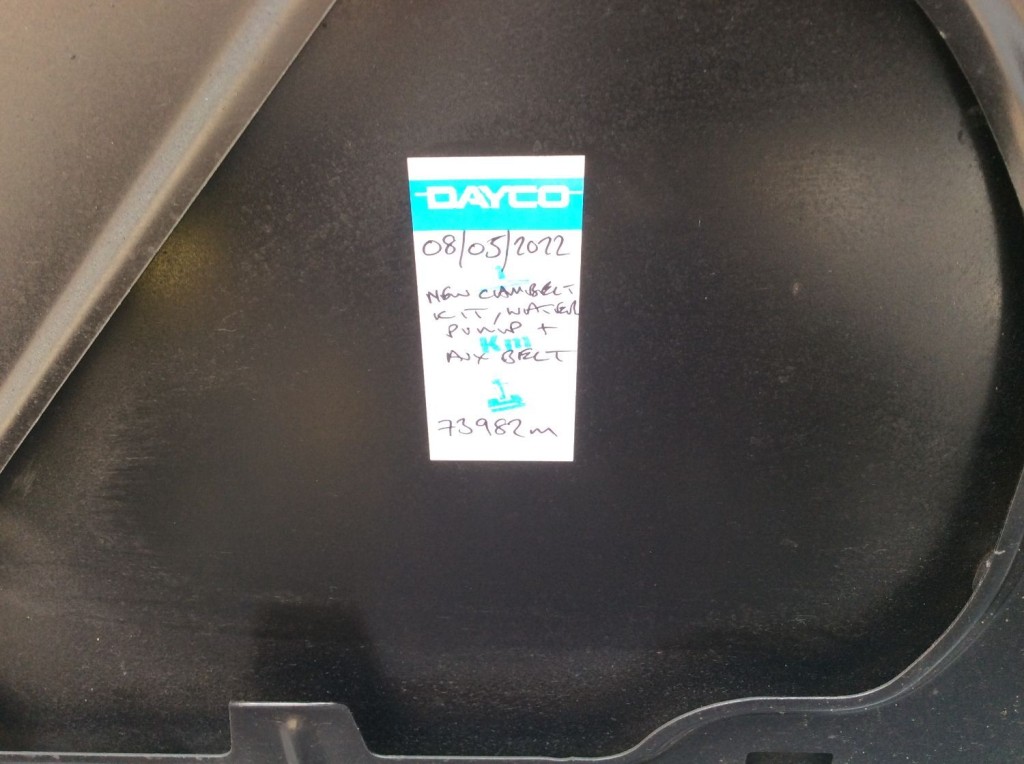 DAYCO
08/05/2022
NEW CAMBELT
KIT, WATER
PUMP +
Km
AUX BELT
73982m